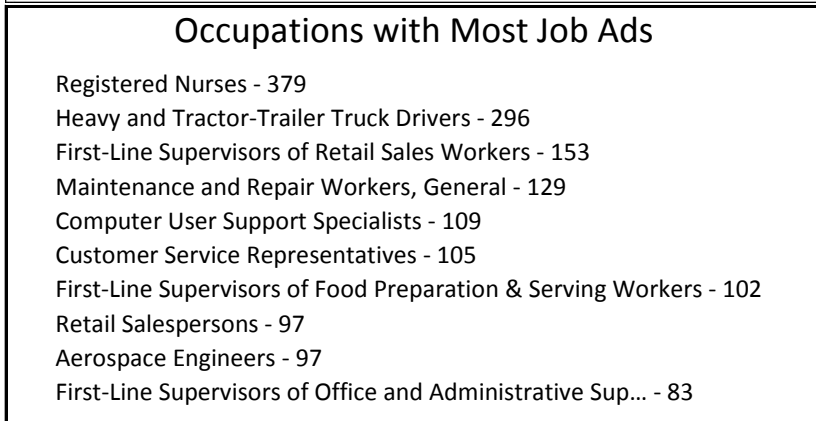 Occupations with Most Job Ads
Registered Nurses - 379
Heavy and Tractor-Trailer Truck Drivers - 296
First-Line Supervisors of Retail Sales Workers - 153
Maintenance and Repair Workers, General - 129
Computer User Support Specialists - 109
Customer Service Representatives - 105
First-Line Supervisors of Food Preparation & Serving Workers - 102
Retail Salespersons - 97
Aerospace Engineers - 97
First-Line Supervisors of Office and Administrative Sup… - 83